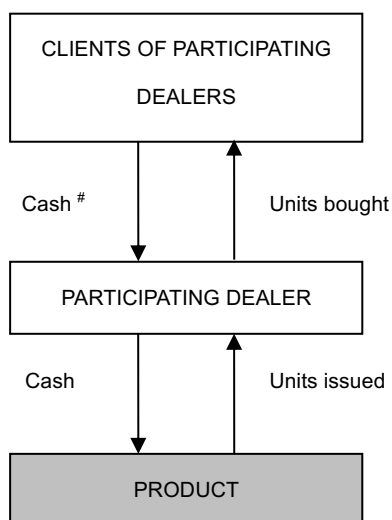 CLIENTS OF PARTICIPATING
DEALERS
Cash #
Units bought
PARTICIPATING DEALER
Cash
Units issued
PRODUCT